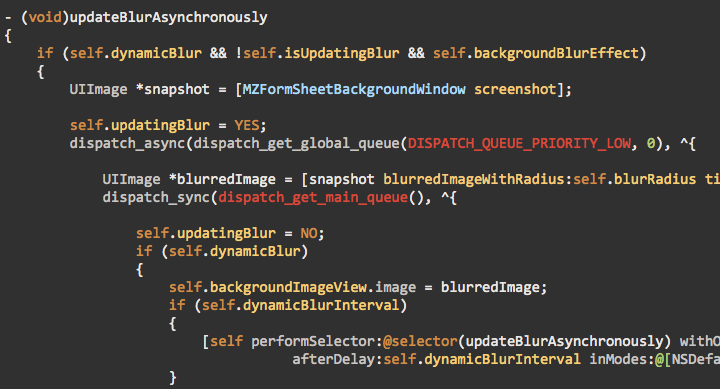 - (void)updateBlurAsynchronously
{
if (self.dynamicBlur && !self.isUpdatingBlur && self.backgroundBlurEffect)
{
UIImage *snapshot = [MZFormSheetBackgroundWindow screenshot];
self.updatingBlur = YES;
dispatch_async(dispatch_get_global_queue(DISPATCH_QUEUE_PRIORITY_LOW, 0), ^{
UIImage *blurredImage = [snapshot blurredImageWithRadius:self.blurRadius ti
dispatch_sync(dispatch_get_main_queue(), ^{
self.updatingBlur = NO;
if (self.dynamicBlur)
{
self.backgroundImageView.image = blurredImage;
if (self.dynamicBlurInterval)
{
[self performSelector:@selector(updateBlurAsynchronously) withO
afterDelay:self.dynamicBlurInterval inModes:@[NSDefa
}